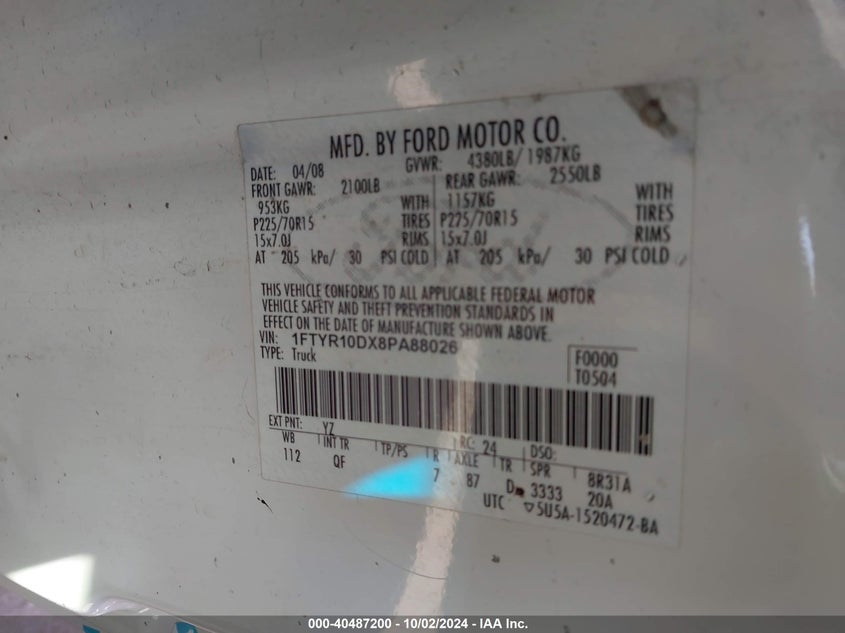 MFD. BY FORD MOTOR CO.
DATE: 04/08 GVWR: 4380LB/ 1987KG
FRONT GAWR: 2100LB REAR GAWR: 2550LB
953KG WITH 1157KG WITH
P225/70R15 TIRES P225/70R15 TIRES
15x7.0J RIMS 15x7.0J RIMS
AT 205 kPa/ 30 PSI COLD AT 205 kPa/ 30 PSI COLD
THIS VEHICLE CONFORMS TO ALL APPLICABLE FEDERAL MOTOR
VEHICLE SAFETY AND THEFT PREVENTION STANDARDS IN
EFFECT ON THE DATE OF MANUFACTURE SHOWN ABOVE.
VIN: 1FTYR10DX8PA88026
TYPE: Truck
F0000
T0504
EXT PNT: YZ RC: 24 DSO:
WB INT TR TP/PS R AXLE TR SPR 8R31A
112 QF 7 87 D 3333 20A
UTC ▽5U5A-1520472-BA
000-40487200 - 10/02/2024 - IAA Inc.